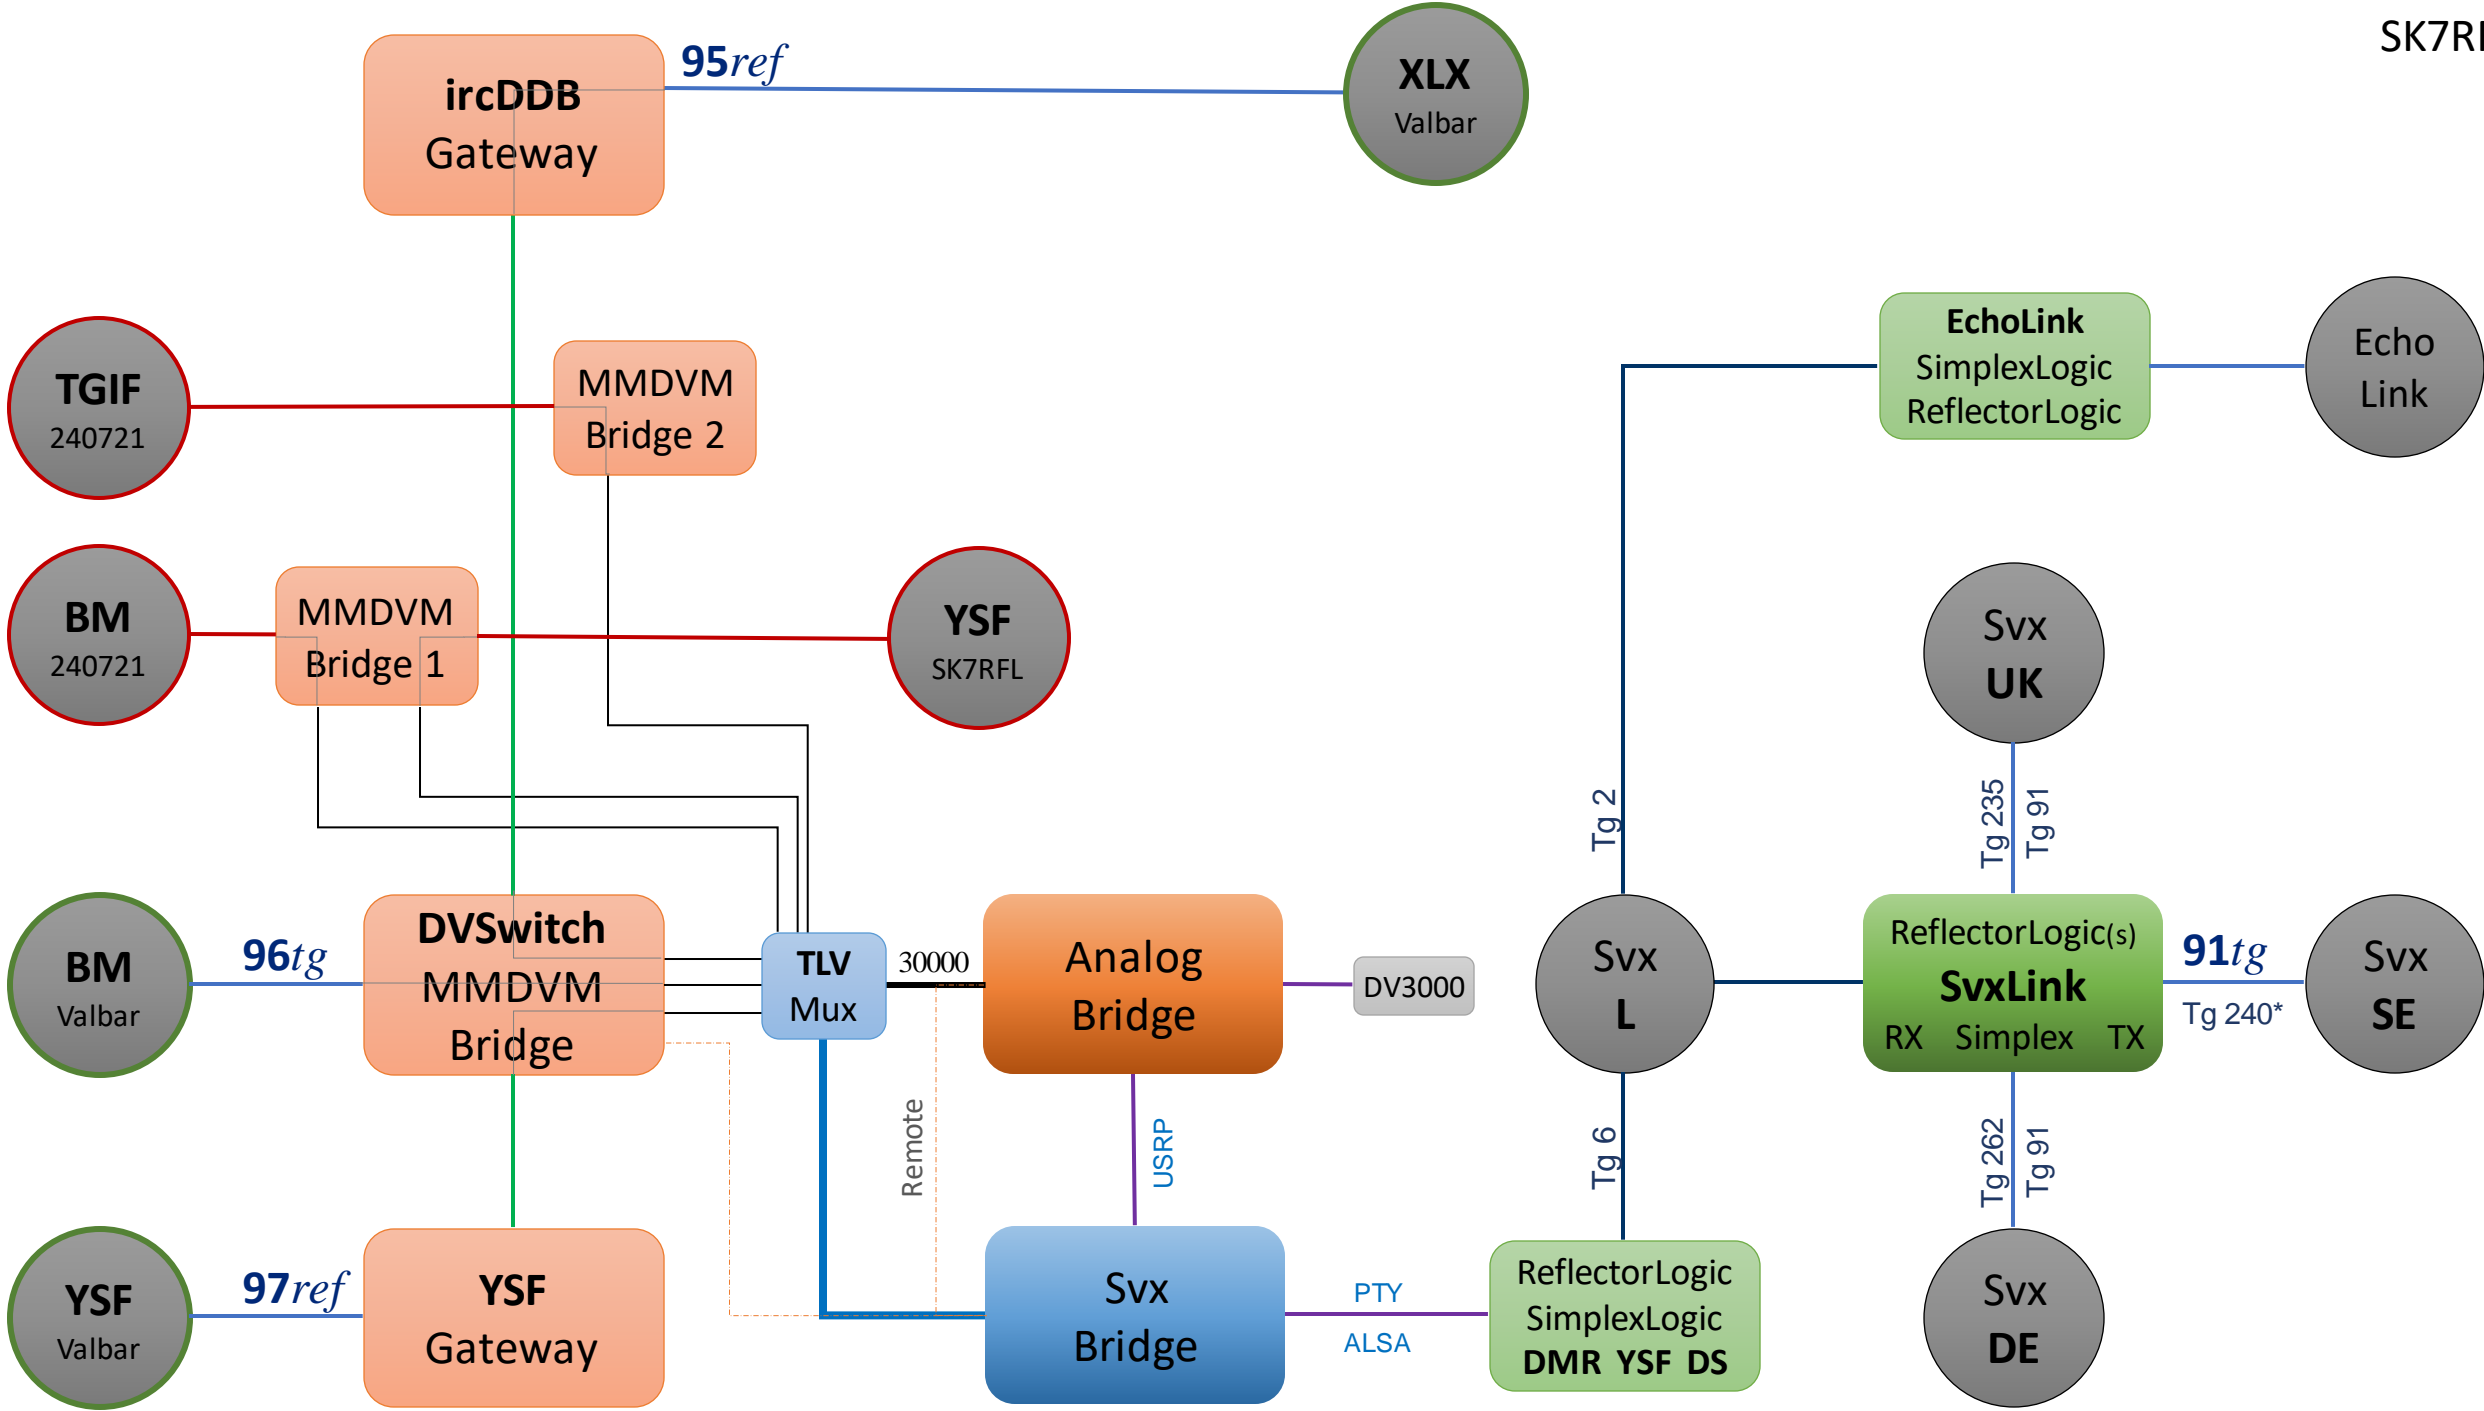 SK7RF
95ref
ircDDB
Gateway
XLX
Valbar
TGIF
240721
MMDVM
Bridge 2
EchoLink
SimplexLogic
ReflectorLogic
Echo
Link
BM
240721
MMDVM
Bridge 1
YSF
SK7RFL
Svx
UK
Tg 2
Tg 235
Tg 91
BM
Valbar
96tg
DVSwitch
MMDVM
Bridge
TLV
Mux
30000
Analog
Bridge
DV3000
Svx
L
ReflectorLogic(s)
SvxLink
RX Simplex TX
91tg
Tg 240*
Svx
SE
Remote
USRP
Tg 6
Tg 262
Tg 91
YSF
Valbar
97ref
YSF
Gateway
Svx
Bridge
PTY
ALSA
ReflectorLogic
SimplexLogic
DMR YSF DS
Svx
DE